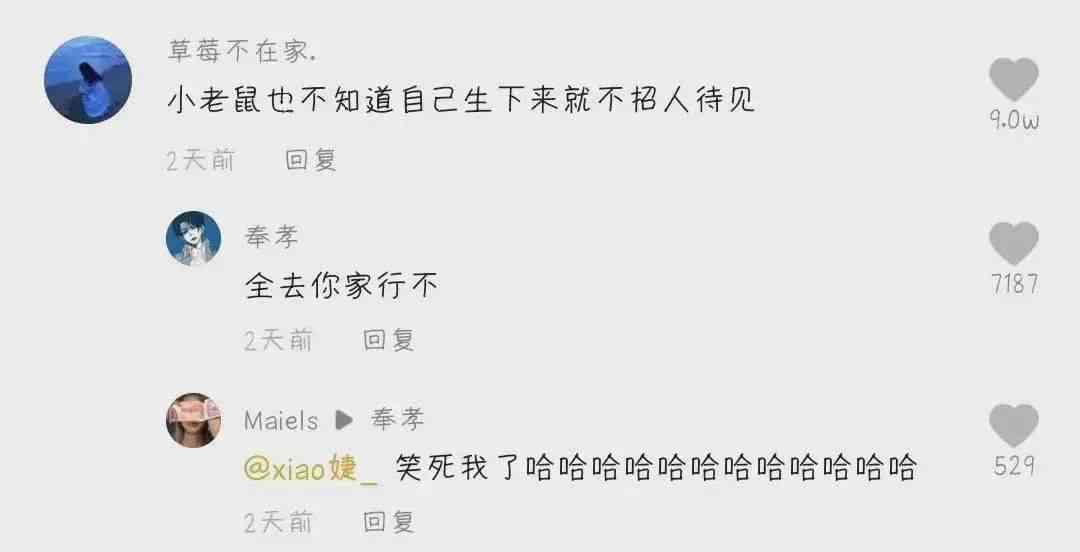 草莓不在家.
小老鼠也不知道自己生下来就不招人待见
9.0w
2天前 回复
奉孝
全去你家行不
7187
2天前 回复
Maiels ▶ 奉孝
@xiao婕_ 笑死我了哈哈哈哈哈哈哈哈哈哈哈哈
529
2天前 回复